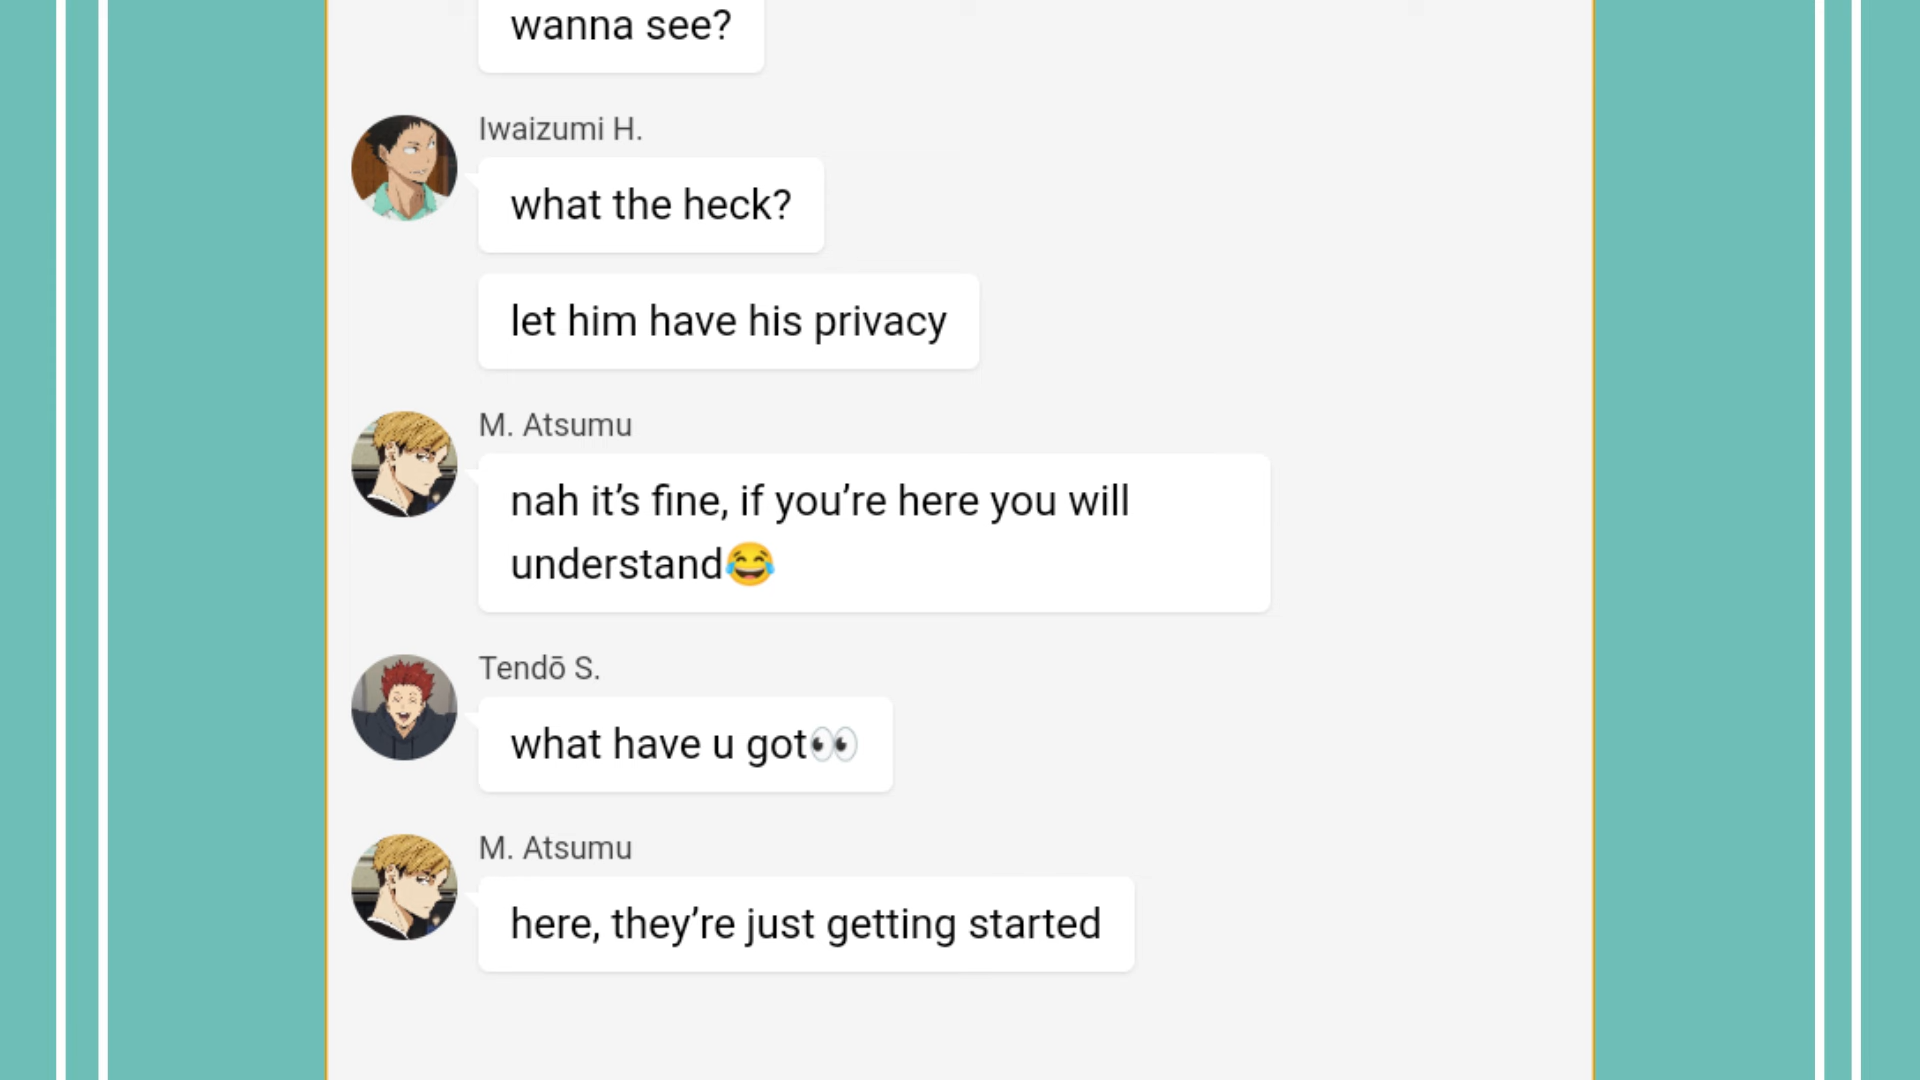 wanna see?
Iwaizumi H.
what the heck?
let him have his privacy
M. Atsumu
nah it’s fine, if you’re here you will
understand😂
Tendō S.
what have u got👀
M. Atsumu
here, they’re just getting started